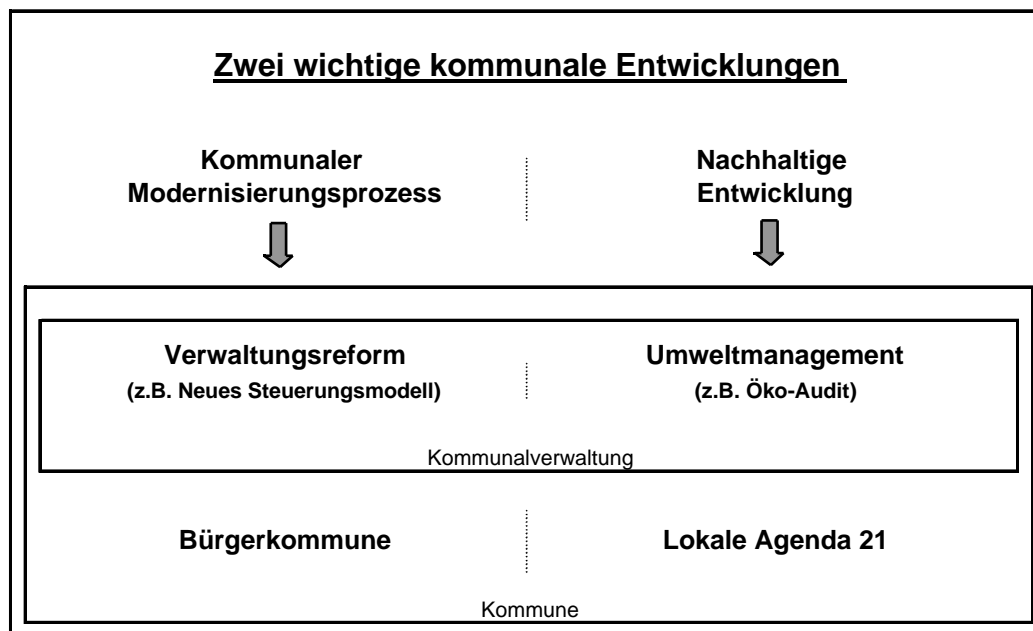 Zwei wichtige kommunale Entwicklungen
Kommunaler
Modernisierungsprozess
Nachhaltige
Entwicklung
Verwaltungsreform
(z.B. Neues Steuerungsmodell)
Umweltmanagement
(z.B. Öko-Audit)
Kommunalverwaltung
Bürgerkommune
Lokale Agenda 21
Kommune